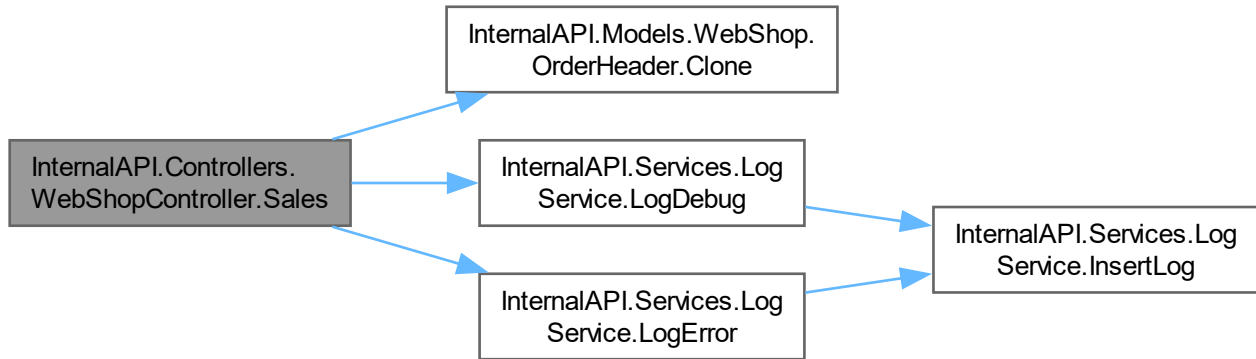 InternalAPI.Models.WebShop.
OrderHeader.Clone
InternalAPI.Controllers.
WebShopController.Sales
InternalAPI.Services.Log
Service.LogDebug
InternalAPI.Services.Log
Service.InsertLog
InternalAPI.Services.Log
Service.LogError